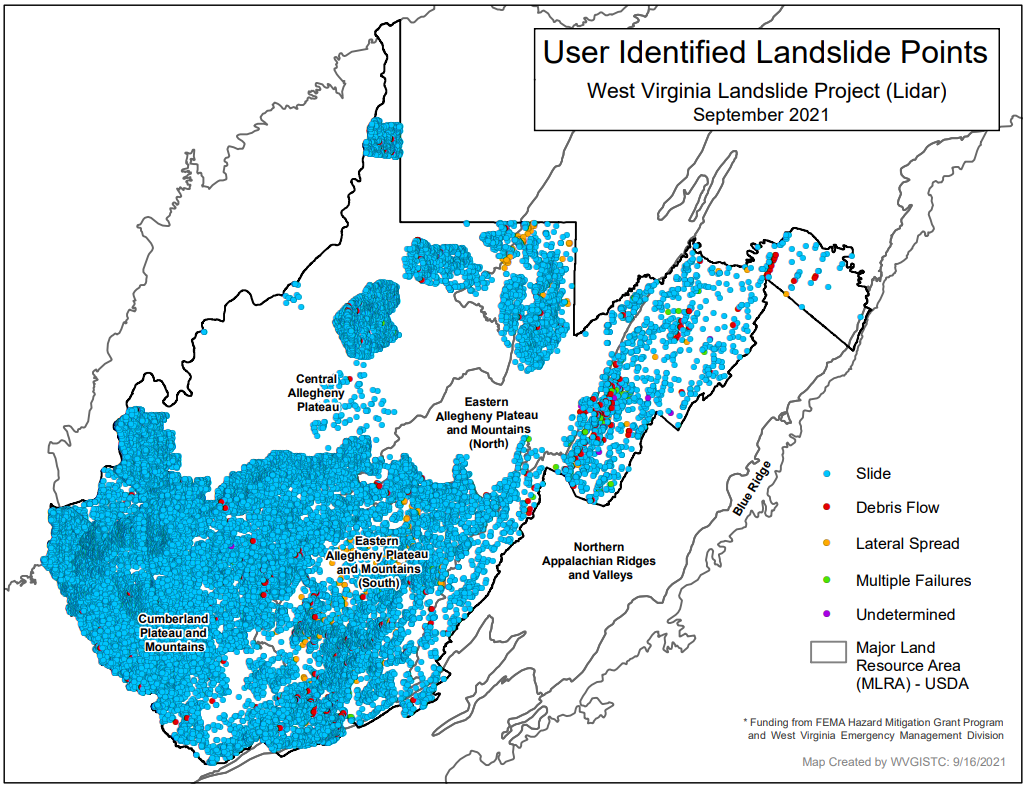 User Identified Landslide Points
West Virginia Landslide Project (Lidar)
September 2021
Central
Allegheny
Plateau
Eastern
Allegheny Plateau
and Mountains
(North)
Blue Ridge
Slide
Debris Flow
Lateral Spread
Multiple Failures
Undetermined
Major Land
Resource Area
(MLRA) - USDA
Eastern
Allegheny Plateau
and Mountains
(South)
Northern
Appalachian Ridges
and Valleys
Cumberland
Plateau and
Mountains
* Funding from FEMA Hazard Mitigation Grant Program
and West Virginia Emergency Management Division
Map Created by WVGISTC: 9/16/2021